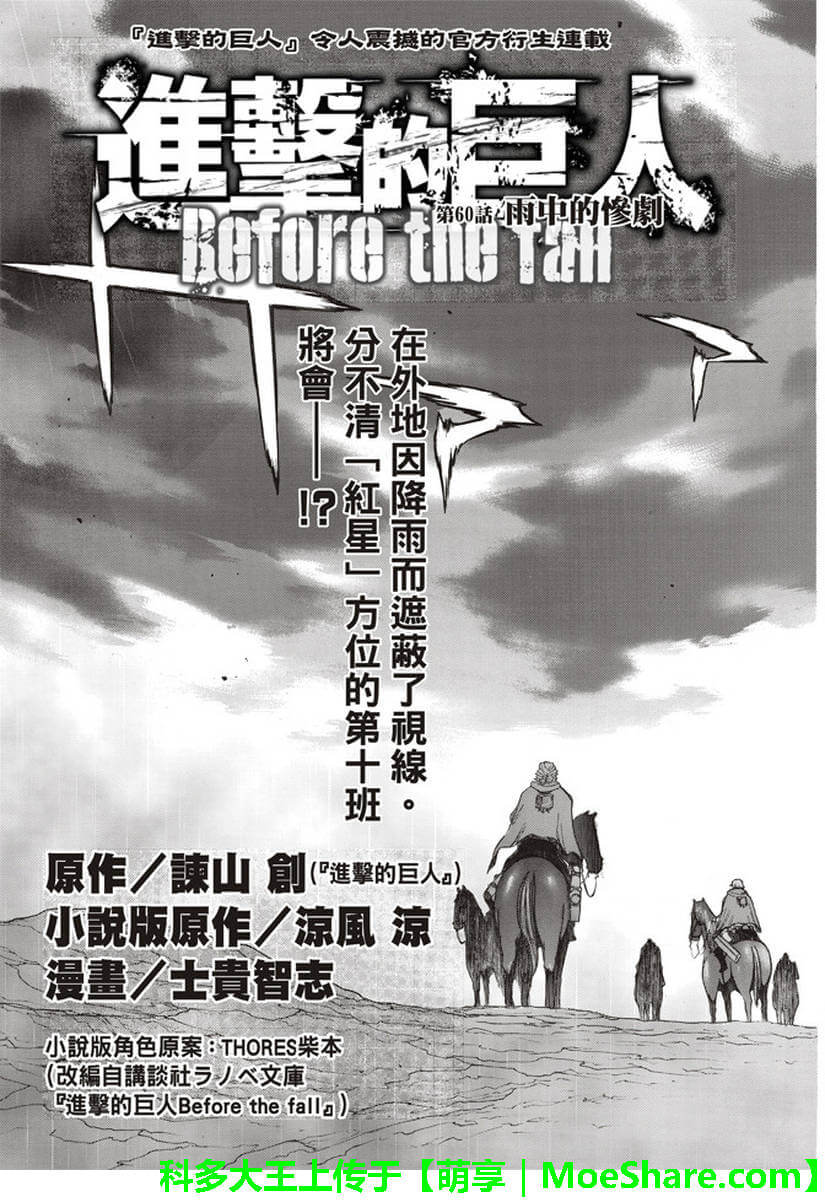 『進擊的巨人』令人震撼的官方衍生連載
進擊的巨人
第60話/雨中的慘劇
Before the fall
在外地因降雨而遮蔽了視線。
分不清「紅星」方位的第十班
將會——!?
原作／諫山 創(『進擊的巨人』)
小說版原作／涼風 涼
漫畫／士貴智志
小說版角色原案：THORES柴本
(改編自講談社ラノベ文庫
『進擊的巨人Before the fall』)
科多大王上传于【萌享 | MoeShare.com】